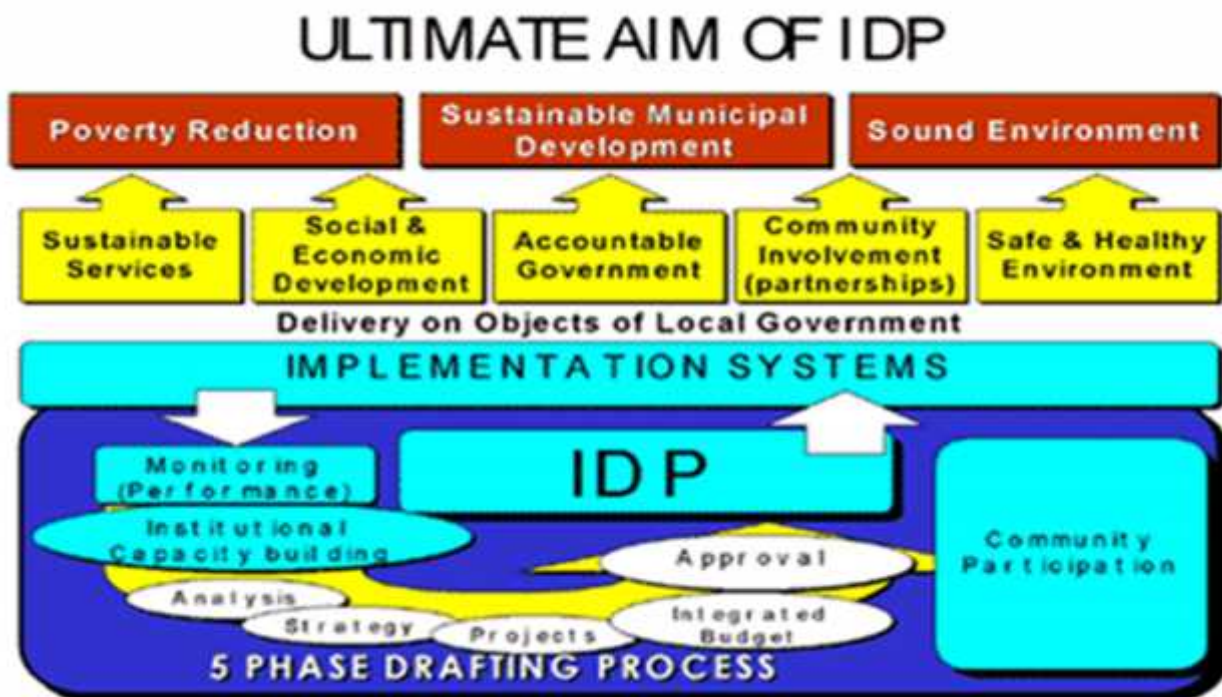 ULTIMATE AIM OF IDP
Poverty Reduction
Sustainable Municipal
Development
Sound Environment
Sustainable
Services
Social &
Economic
Development
Accountable
Government
Community
Involvement
(partnerships)
Safe & Healthy
Environment
Delivery on Objects of Local Government
IMPLEMENTATION SYSTEMS
Monitoring
(Performance)
IDP
Institutional
Capacity building
Community
Participation
Analysis
Strategy
Projects
Integrated
Budget
Approval
5 PHASE DRAFTING PROCESS